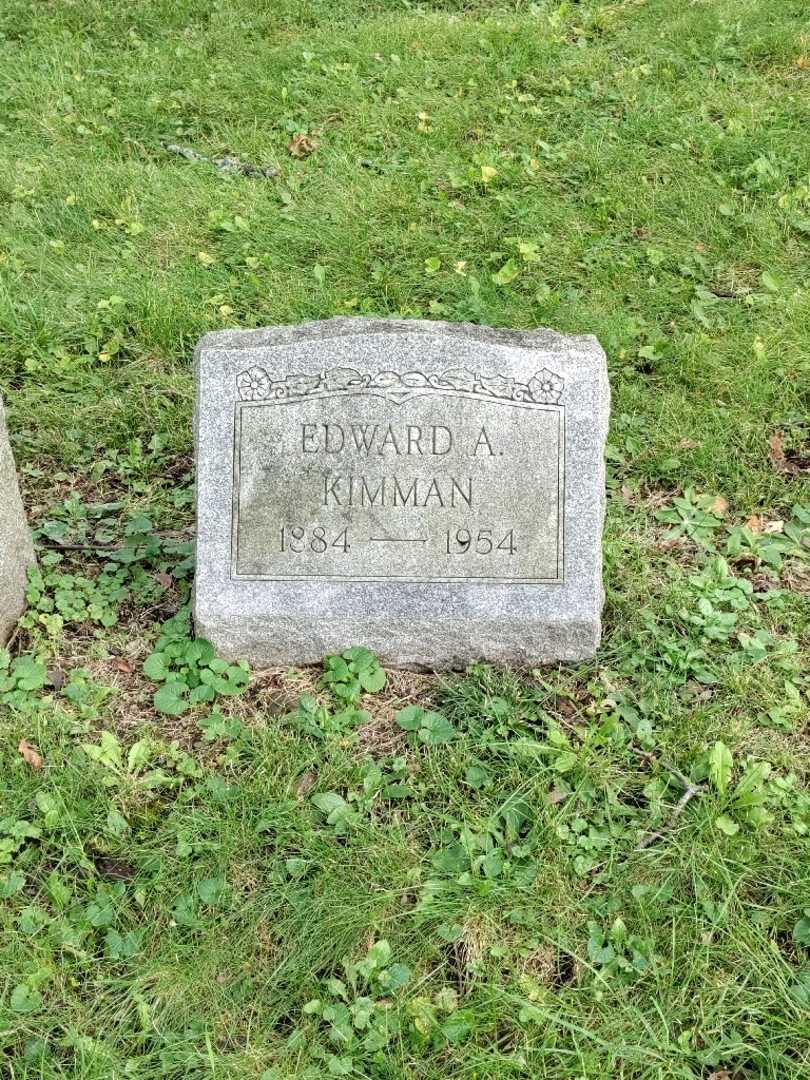 EDWARD A.
KIMMAN
1884 — 1954